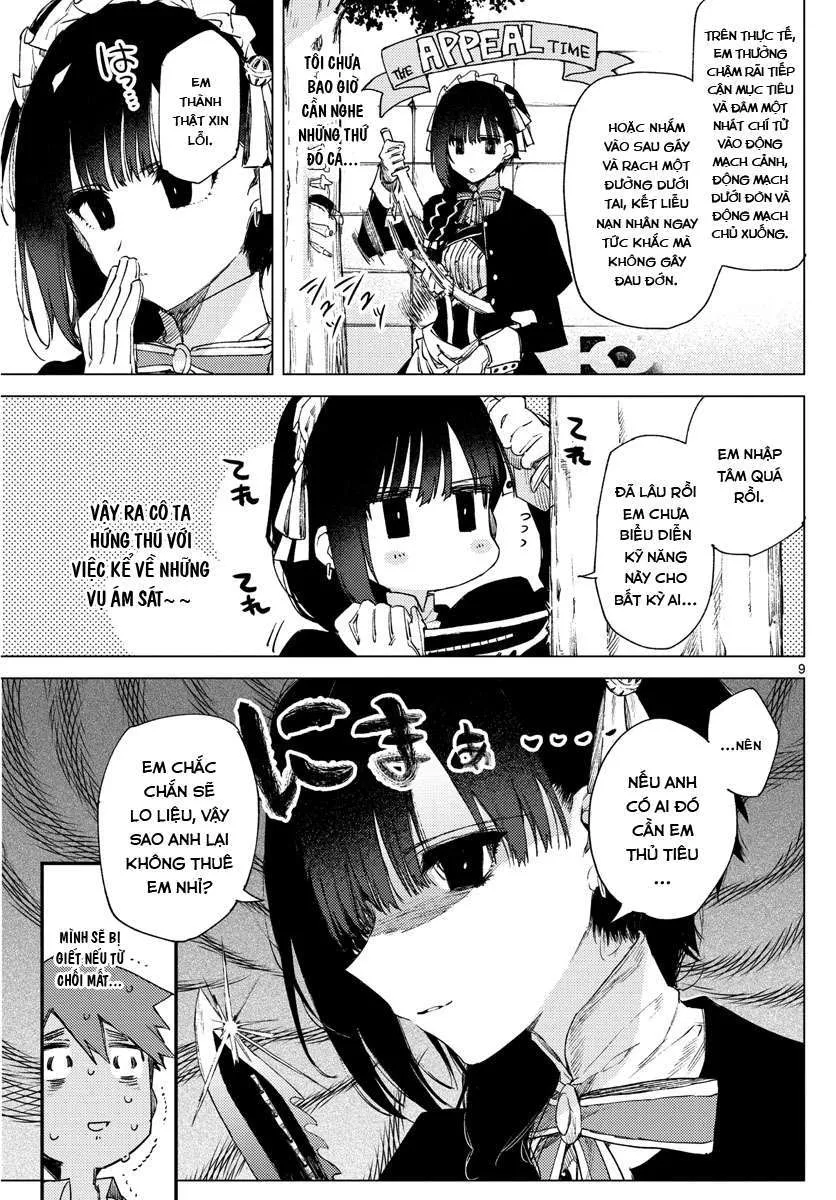 TRÊN THỰC TẾ,
EM THƯỜNG
CHẬM RÃI TIẾP
CẬN MỤC TIÊU
VÀ ĐÂM MỘT
NHÁT CHÍ TỬ
VÀO ĐỘNG
MẠCH CẢNH,
ĐỘNG MẠCH
DƯỚI ĐÒN VÀ
ĐỘNG MẠCH
CHỦ XUỐNG.
HOẶC NHẮM
VÀO SAU GÁY
VÀ RẠCH MỘT
ĐƯỜNG DƯỚI
TAI, KẾT LIỄU
NẠN NHÂN NGAY
TỨC KHẮC MÀ
KHÔNG GÂY
ĐAU ĐỚN.
THE APPEAL TIME
TÔI CHƯA
BAO GIỜ
CẦN NGHE
NHỮNG THỨ
ĐÓ CẢ...
はっ…
EM
THÀNH
THẬT XIN
LỖI.
EM NHẬP
TÂM QUÁ
RỒI.
ĐÃ LÂU RỒI
EM CHƯA
BIỂU DIỄN
KỸ NĂNG
NÀY CHO
BẤT KỲ AI...
てれ
てれ
てれ
VẬY RA CÔ TA
HỨNG THÚ VỚI
VIỆC KỂ VỀ NHỮNG
VỤ ÁM SÁT~~
9
...NÊN
NẾU ANH
CÓ AI ĐÓ
CẦN EM
THỦ TIÊU
...
にまぁぁ....
EM CHẮC
CHẮN SẼ
LO LIỆU, VẬY
SAO ANH LẠI
KHÔNG THUÊ
EM NHỈ?
MÌNH SẼ BỊ
GIẾT NẾU TỪ
CHỐI MẤT...